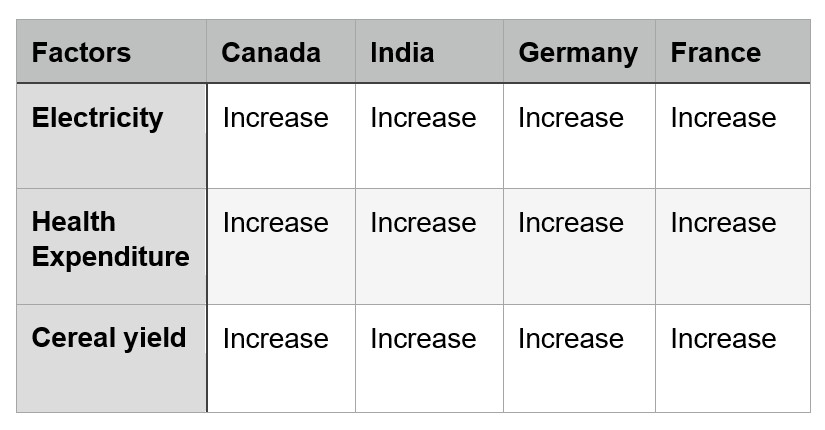 Factors Canada India Germany France
Electricity Increase Increase Increase Increase
Health Increase Increase Increase Increase
Expenditure
Cereal yield Increase Increase Increase Increase